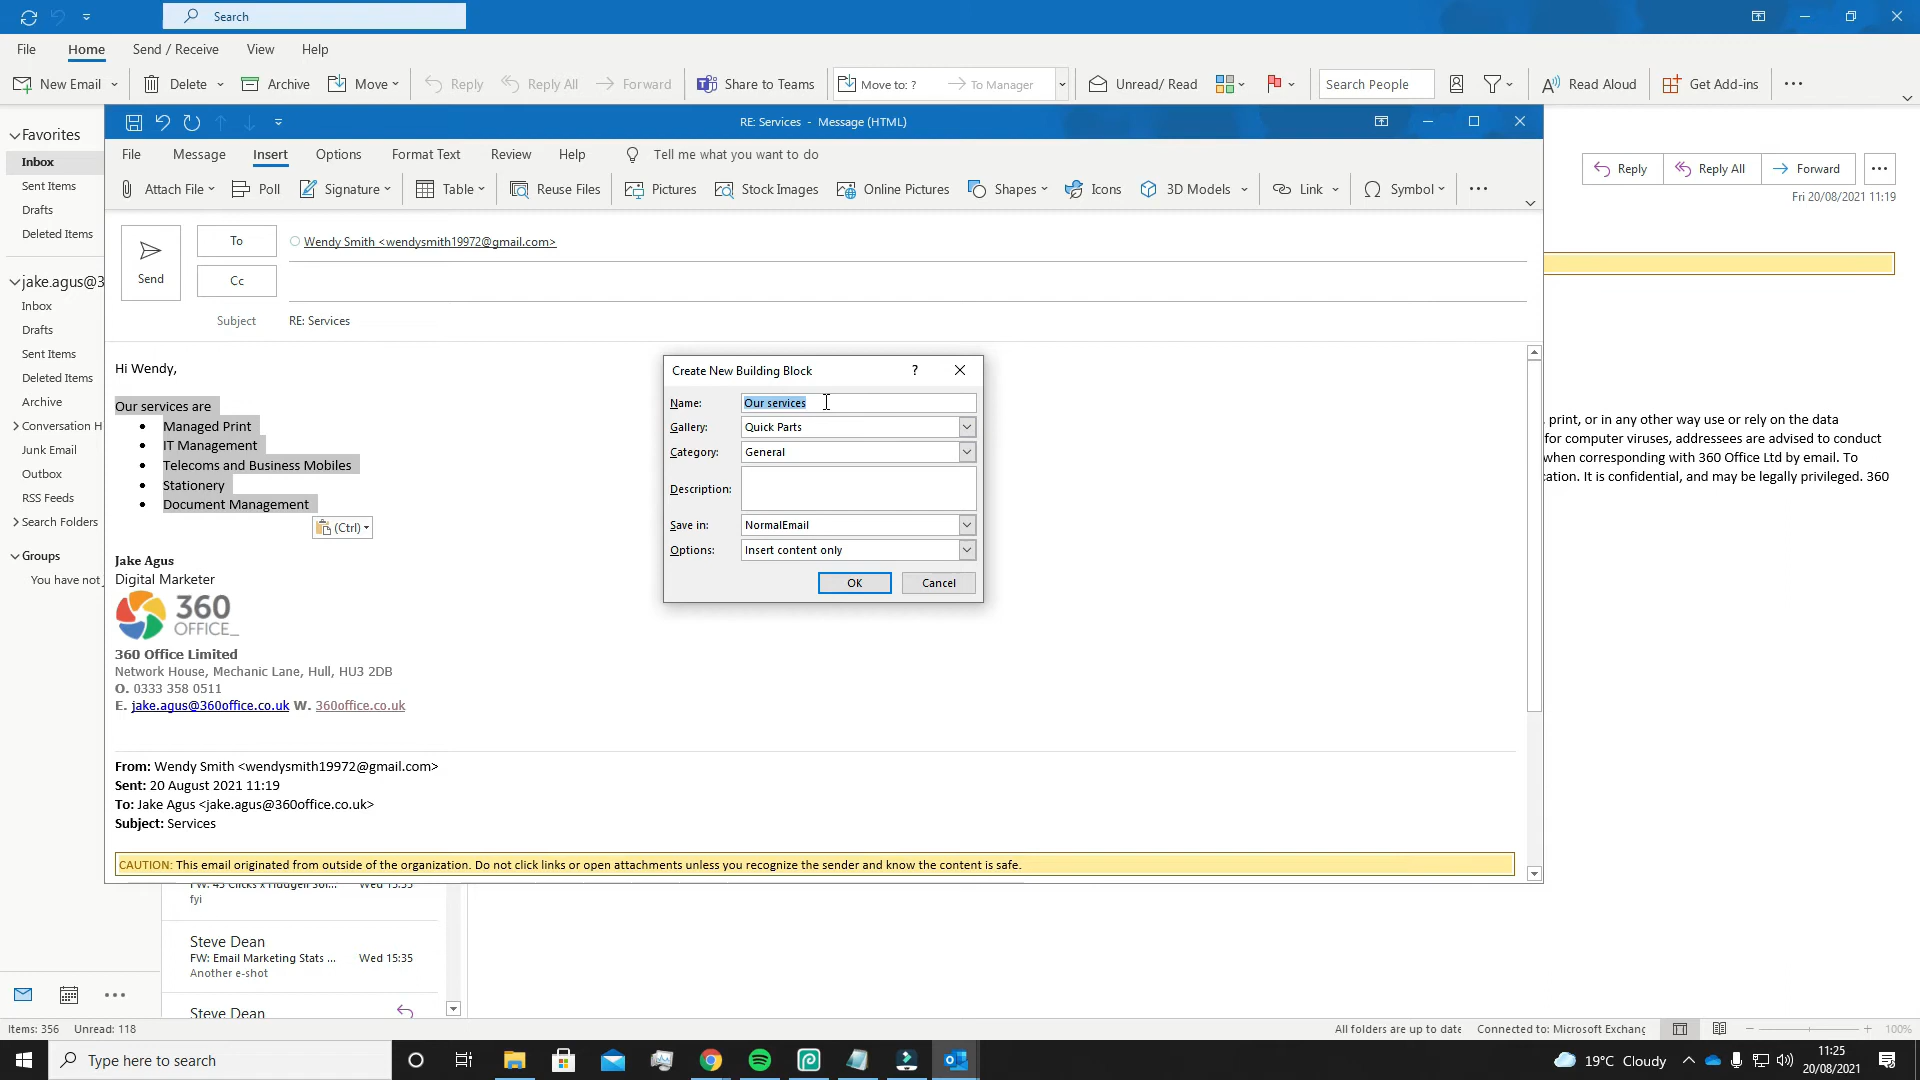 Search
File Home Send / Receive View Help
New Email Delete Archive Move Reply Reply All Forward Share to Teams Move to: ? To Manager Unread/ Read Search People Read Aloud Get Add-ins
RE: Services - Message (HTML)
File Message Insert Options Format Text Review Help Tell me what you want to do
Attach File Poll Signature Table Reuse Files Pictures Stock Images Online Pictures Shapes Icons 3D Models Link Symbol
Favorites
Inbox
Sent Items
Drafts
Deleted Items
jake.agus@3
Inbox
Drafts
Sent Items
Deleted Items
Archive
Conversation H
Junk Email
Outbox
RSS Feeds
Search Folders
Groups
You have not
Send
To Wendy Smith <wendysmith19972@gmail.com>
Cc
Subject RE: Services
Hi Wendy,
Our services are
• Managed Print
• IT Management
• Telecoms and Business Mobiles
• Stationery
• Document Management
(Ctrl)
Jake Agus
Digital Marketer
360
OFFICE_
360 Office Limited
Network House, Mechanic Lane, Hull, HU3 2DB
O. 0333 358 0511
E. jake.agus@360office.co.uk W. 360office.co.uk
From: Wendy Smith <wendysmith19972@gmail.com>
Sent: 20 August 2021 11:19
To: Jake Agus <jake.agus@360office.co.uk>
Subject: Services
CAUTION: This email originated from outside of the organization. Do not click links or open attachments unless you recognize the sender and know the content is safe.
Create New Building Block ?
Name: Our services
Gallery: Quick Parts
Category: General
Description:
Save in: NormalEmail
Options: Insert content only
OK Cancel
Reply Reply All Forward
Fri 20/08/2021 11:19
, print, or in any other way use or rely on the data
for computer viruses, addressees are advised to conduct
when corresponding with 360 Office Ltd by email. To
cation. It is confidential, and may be legally privileged. 360
Wed 15:35
fyi
Steve Dean
FW: Email Marketing Stats ... Wed 15:35
Another e-shot
Steve Dean
Items: 356 Unread: 118
All folders are up to date Connected to: Microsoft Exchang
100%
Type here to search
19°C Cloudy
11:25
20/08/2021